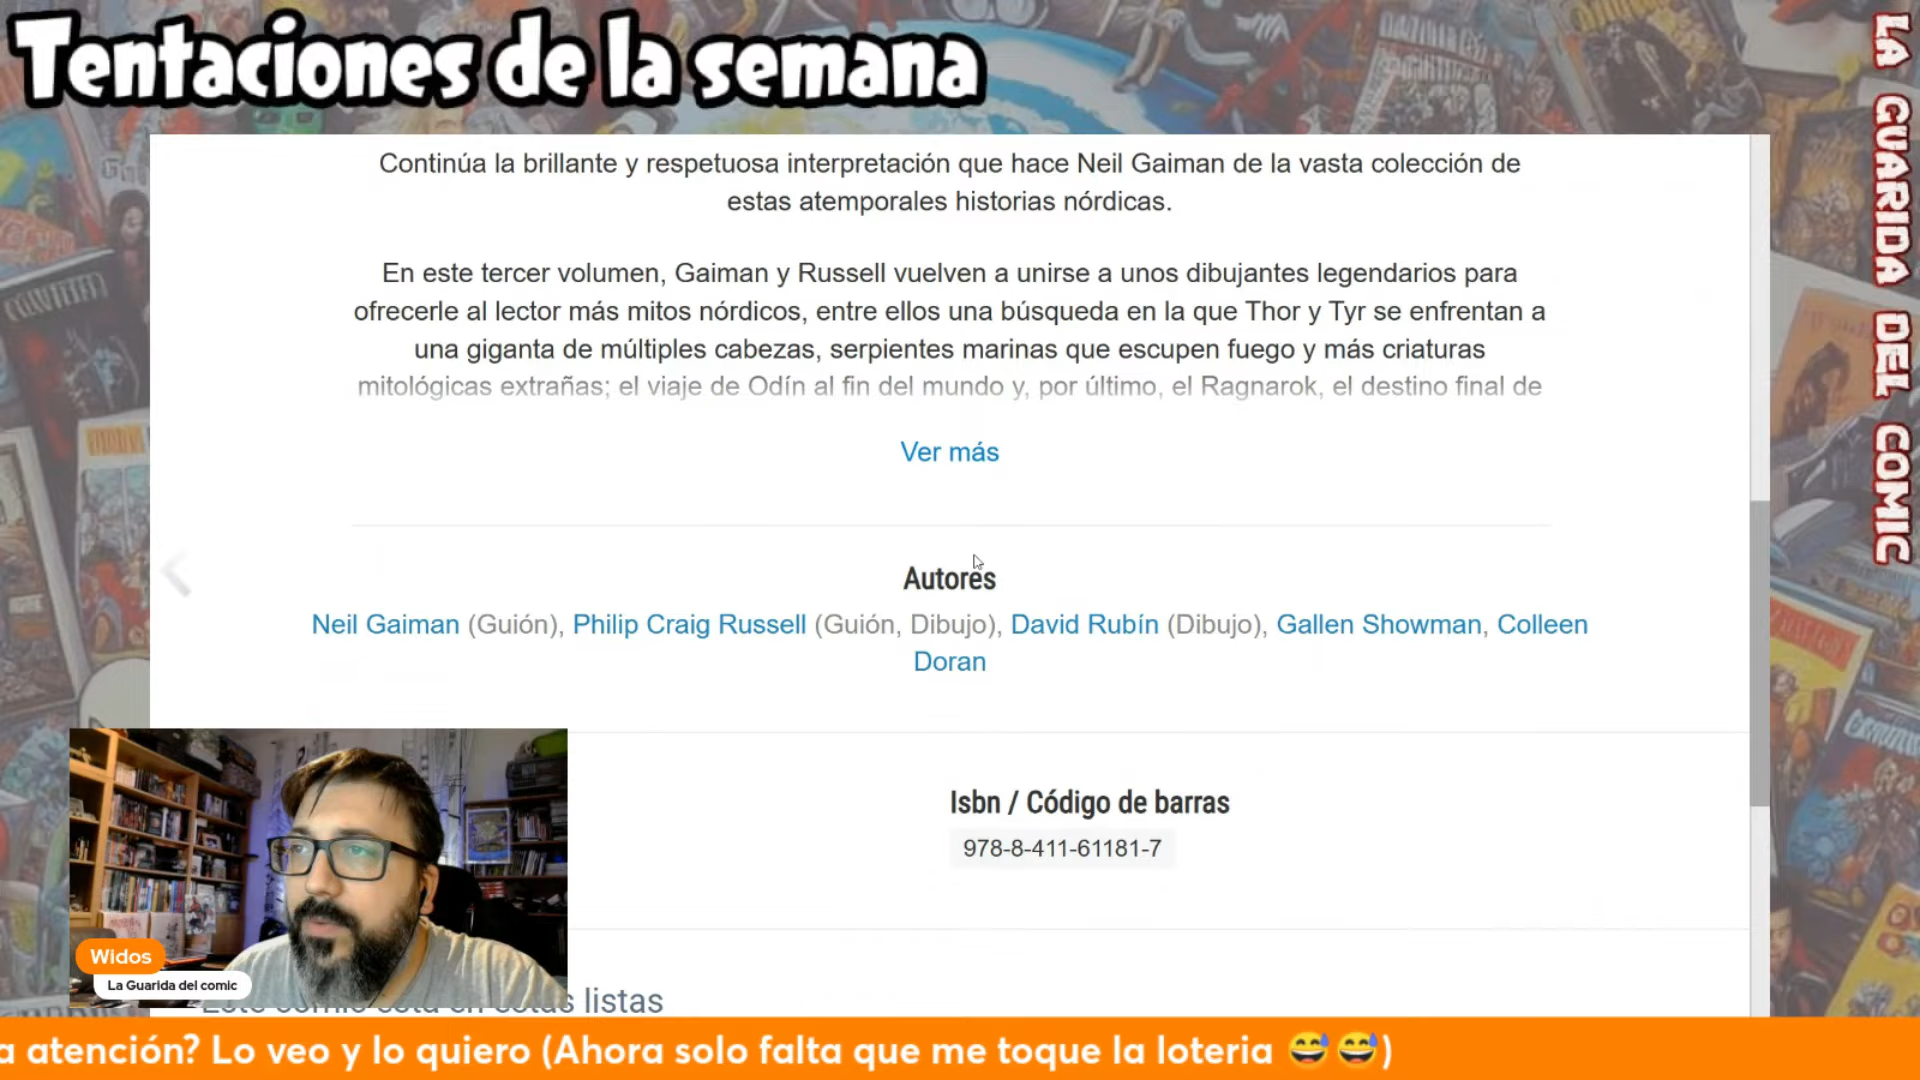 Tentaciones de la semana
LA GUARIDA DEL COMIC
Continúa la brillante y respetuosa interpretación que hace Neil Gaiman de la vasta colección de
estas atemporales historias nórdicas.
En este tercer volumen, Gaiman y Russell vuelven a unirse a unos dibujantes legendarios para
ofrecerle al lector más mitos nórdicos, entre ellos una búsqueda en la que Thor y Tyr se enfrentan a
una giganta de múltiples cabezas, serpientes marinas que escupen fuego y más criaturas
mitológicas extrañas; el viaje de Odín al fin del mundo y, por último, el Ragnarok, el destino final de
Ver más
Autores
Neil Gaiman (Guión), Philip Craig Russell (Guión, Dibujo), David Rubín (Dibujo), Gallen Showman, Colleen
Doran
Isbn / Código de barras
978-8-411-61181-7
Widos
La Guarida del comic
Este comic está en estas listas
a atención? Lo veo y lo quiero (Ahora solo falta que me toque la loteria 😅😅)